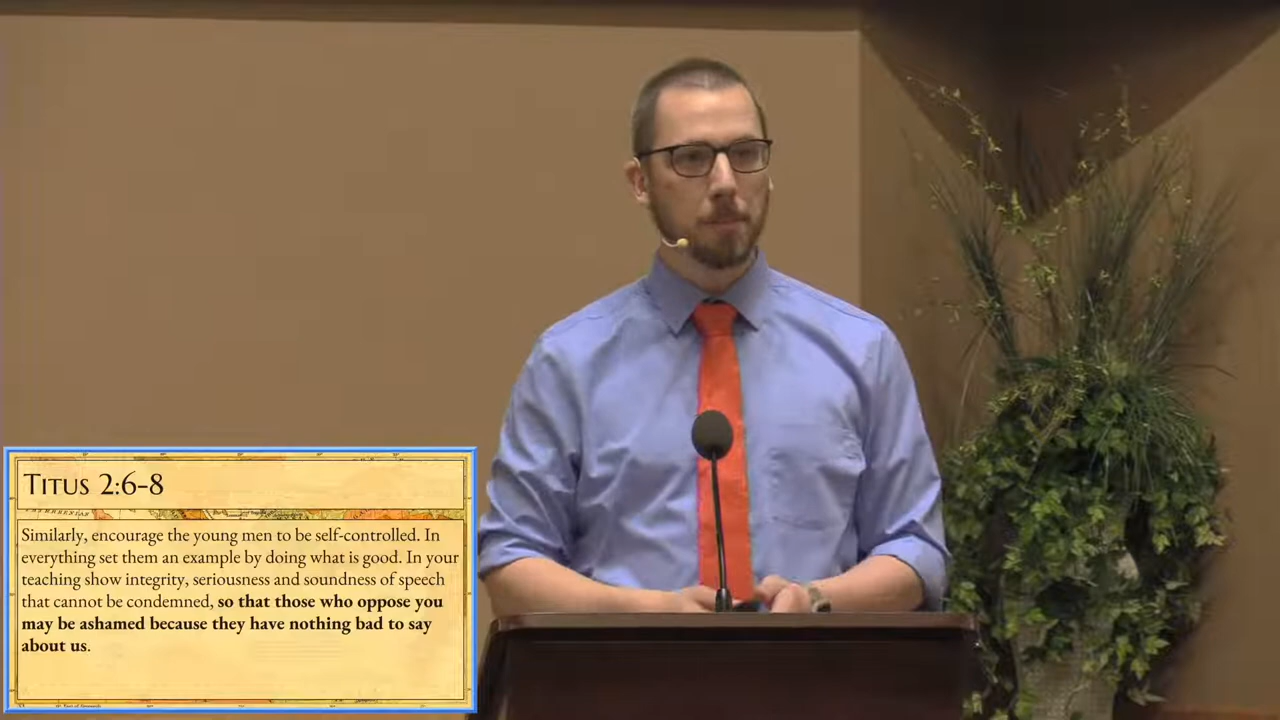 Titus 2:6-8
Similarly, encourage the young men to be self-controlled. In
everything set them an example by doing what is good. In your
teaching show integrity, seriousness and soundness of speech
that cannot be condemned, so that those who oppose you
may be ashamed because they have nothing bad to say
about us.